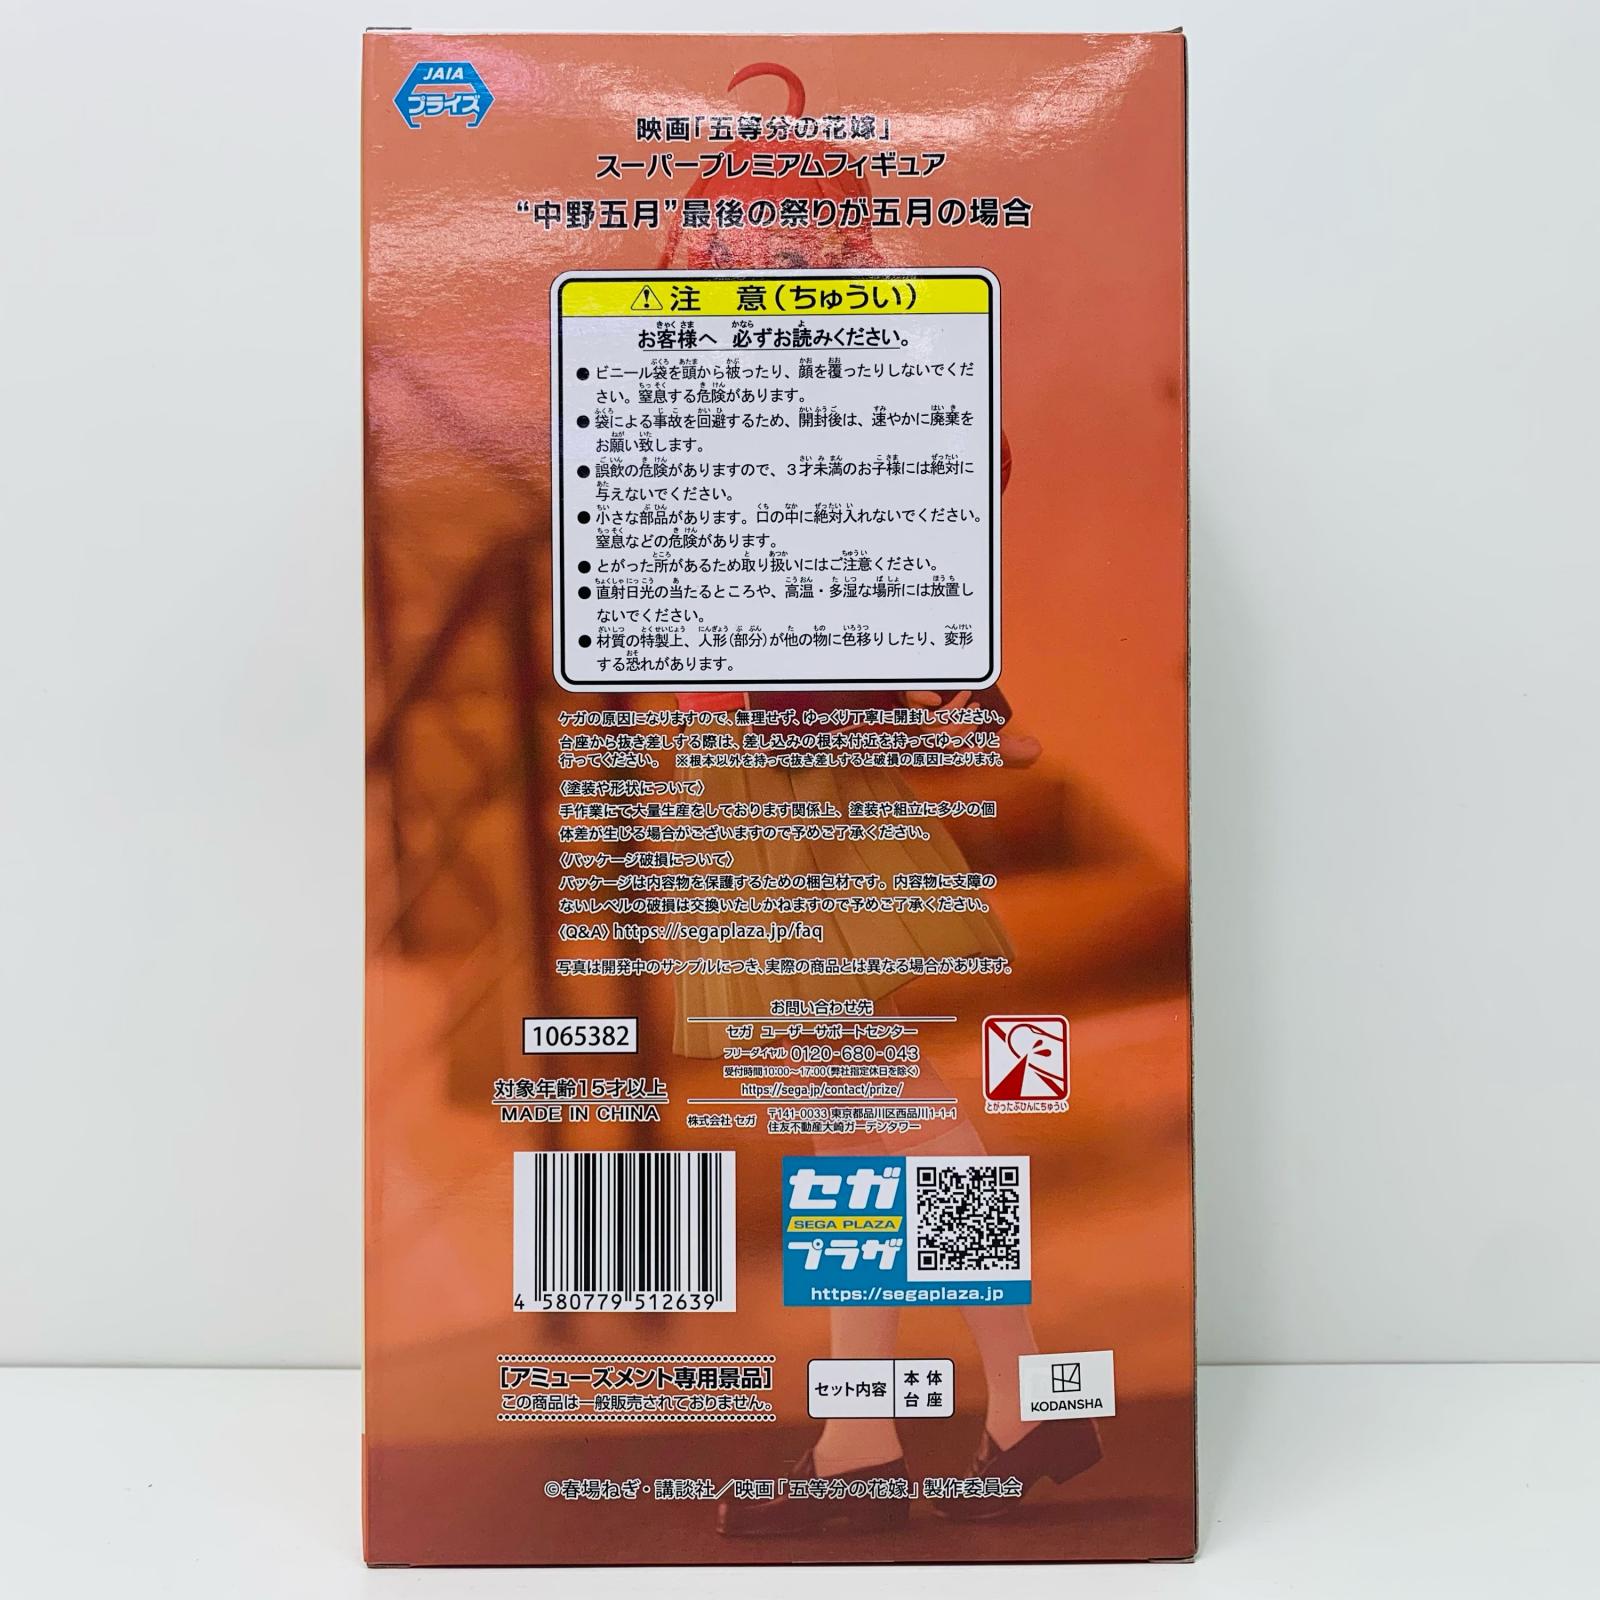 JAIA
プライズ
映画「五等分の花嫁」
スーパープレミアムフィギュア
“中野五月”最後の祭りが五月の場合
⚠注 意(ちゅうい)
お客様へ 必ずお読みください。
●ビニール袋を頭から被ったり、顔を覆ったりしないでくだ
さい。窒息する危険があります。
●袋による事故を回避するため、開封後は、速やかに廃棄を
お願い致します。
●誤飲の危険がありますので、3才未満のお子様には絶対に
与えないでください。
●小さな部品があります。口の中に絶対入れないでください。
窒息などの危険があります。
●とがった所があるため取り扱いにはご注意ください。
●直射日光の当たるところや、高温・多湿な場所には放置し
ないでください。
●材質の特製上、人形(部分)が他の物に色移りしたり、変形
する恐れがあります。
ケガの原因になりますので、無理せず、ゆっくり丁寧に開封してください。
台座から抜き差しする際は、差し込みの根本付近を持ってゆっくりと
行ってください。 ※根本以外を持って抜き差しすると破損の原因になります。
〈塗装や形状について〉
手作業にて大量生産をしております関係上、塗装や組立に多少の個
体差が生じる場合がございますので予めご了承ください。
〈パッケージ破損について〉
パッケージは内容物を保護するための梱包材です。内容物に支障の
ないレベルの破損は交換いたしかねますので予めご了承ください。
〈Q&A〉https://segaplaza.jp/faq
写真は開発中のサンプルにつき、実際の商品とは異なる場合があります。
お問い合わせ先
セガ ユーザーサポートセンター
フリーダイヤル 0120-680-043
受付時間10:00～17:00(弊社指定休日を除く)
https://sega.jp/contact/prize/
株式会社 セガ 〒141-0033 東京都品川区西品川1-1-1
住友不動産大崎ガーデンタワー
1065382
対象年齢15才以上
MADE IN CHINA
とがったぶひんにちゅうい
4 580779 512639
セガ
SEGA PLAZA
プラザ
https://segaplaza.jp
[アミューズメント専用景品]
この商品は一般販売されておりません。
セット内容
本体
台座
KODANSHA
©春場ねぎ・講談社／映画「五等分の花嫁」製作委員会